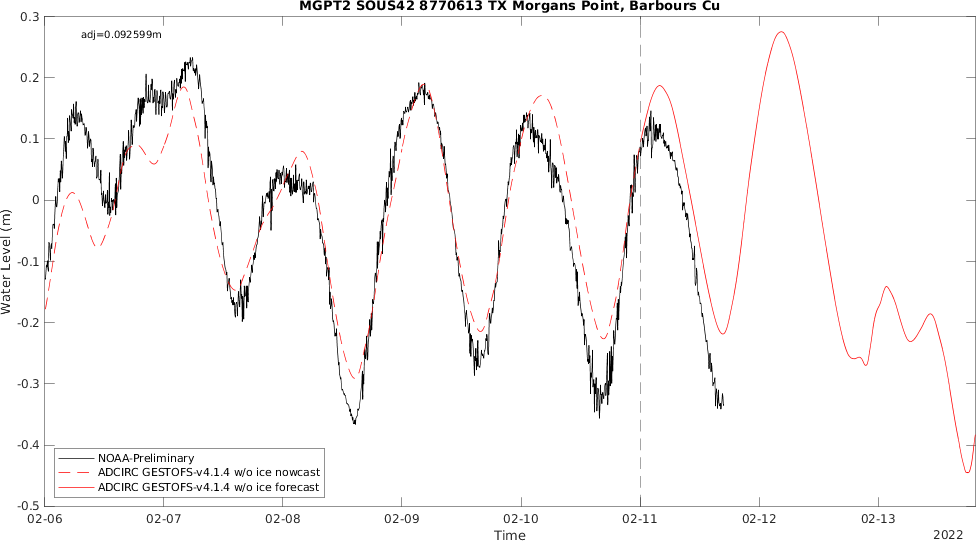 MGPT2 SOUS42 8770613 TX Morgans Point, Barbours Cu
adj=0.092599m
0.3
0.2
0.1
0
-0.1
-0.2
-0.3
-0.4
-0.5
Water Level (m)
NOAA-Preliminary
ADCIRC GESTOFS-v4.1.4 w/o ice nowcast
ADCIRC GESTOFS-v4.1.4 w/o ice forecast
02-06 02-07 02-08 02-09 02-10 02-11 02-12 02-13
Time
2022